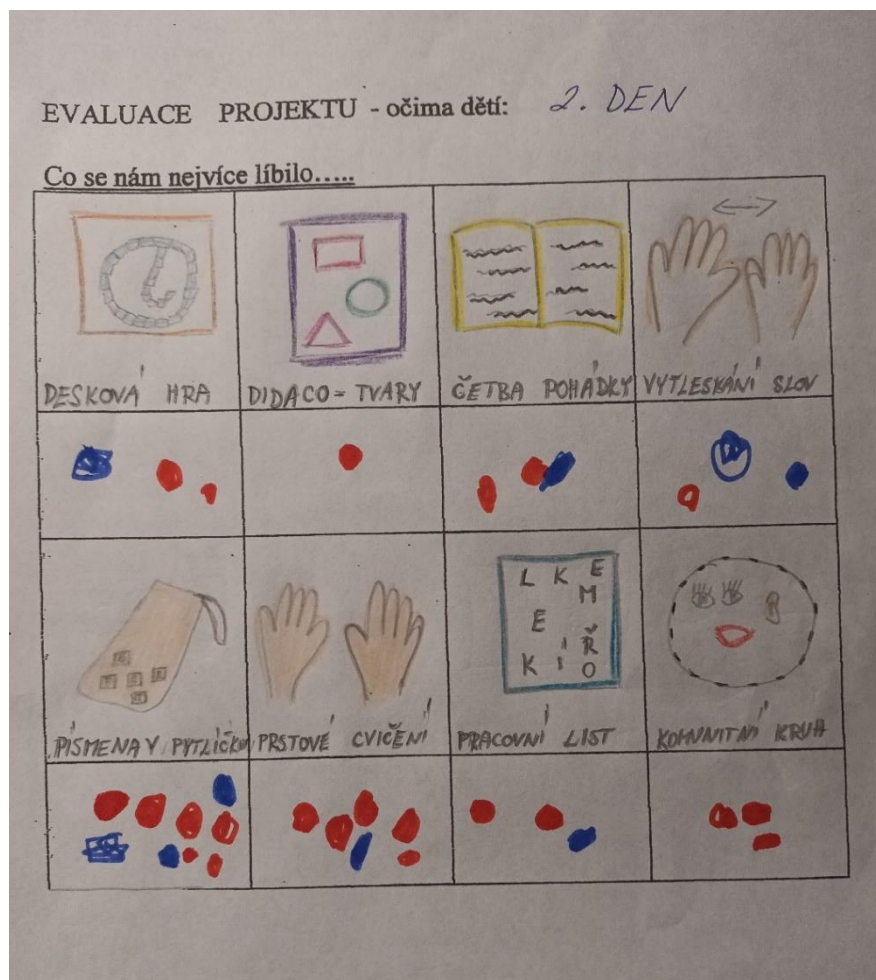 EVALUACE PROJEKTU - očima dětí: 2. DEN
Co se nám nejvíce líbilo.....
DESKOVÁ HRA DIDACO - TVARY ČETBA POHÁDKY VYTLESKÁNÍ SLOV
L K E
M
E Ř
K Í O
PÍSMENA V PYTLÍČKU PRSTOVÉ CVIČENÍ PRACOVNÍ LIST KOMUNITNÍ KRUH